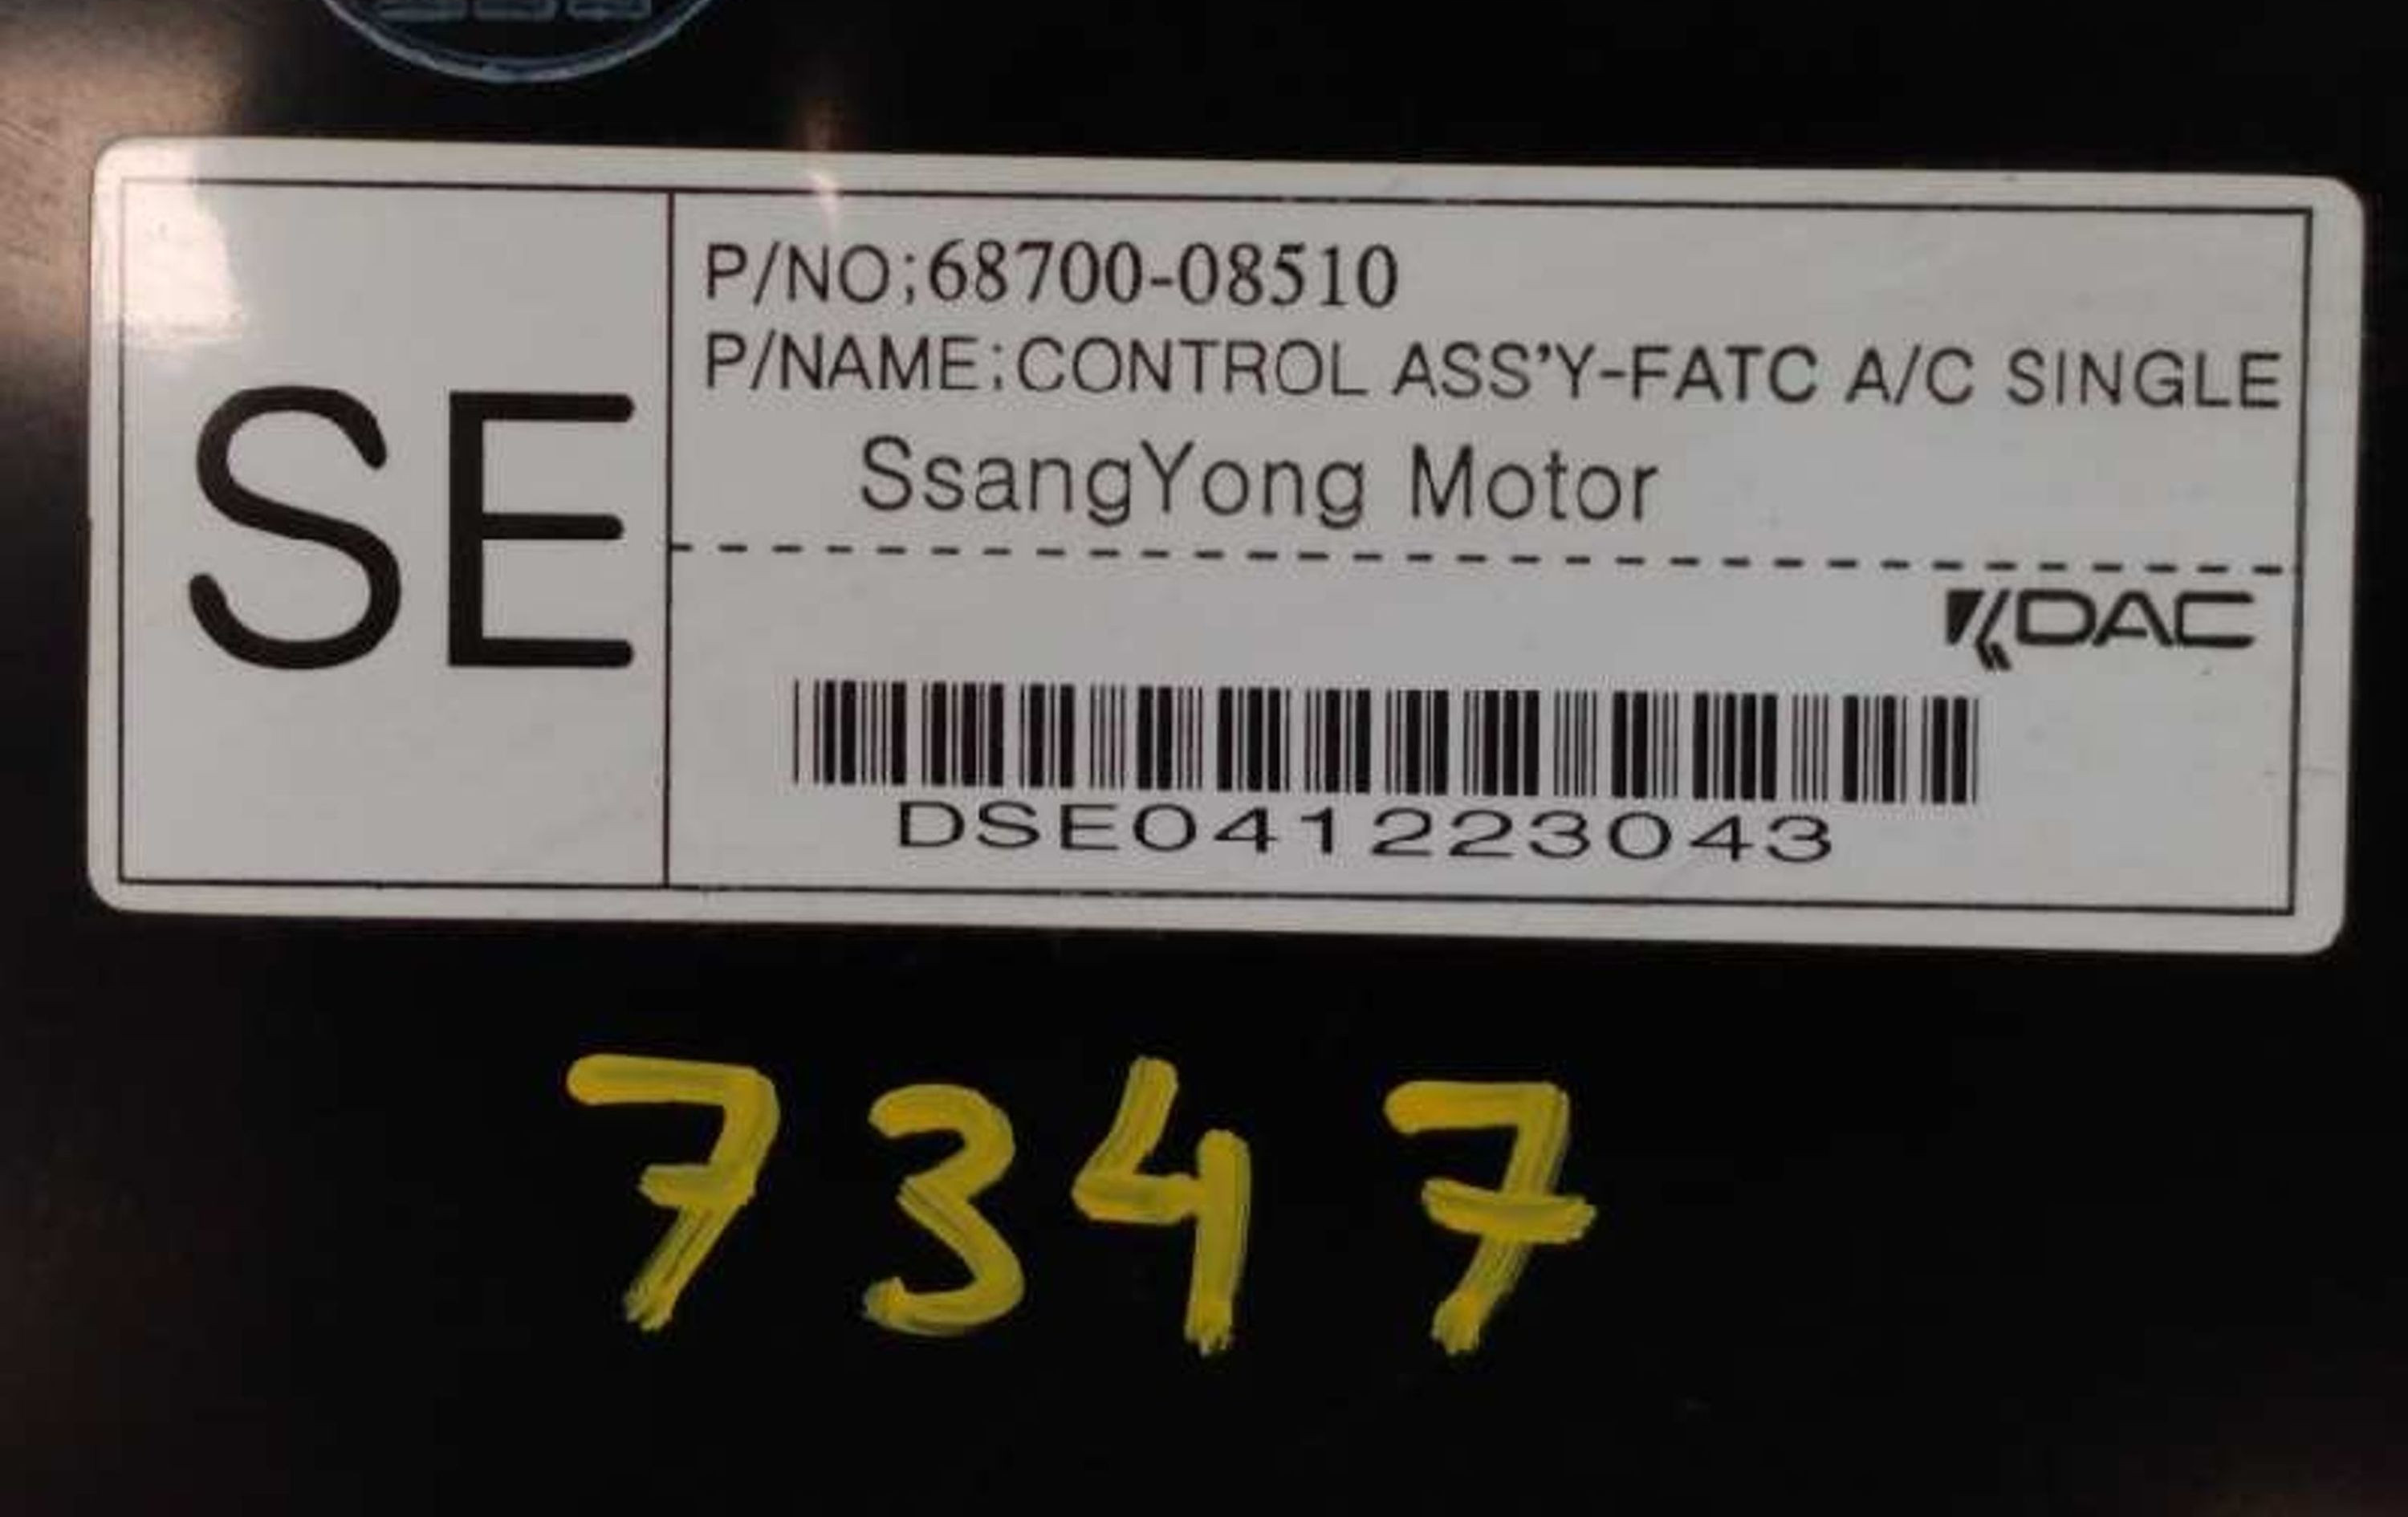 SE
P/NO;68700-08510
P/NAME;CONTROL ASS'Y-FATC A/C SINGLE
SsangYong Motor
DAC
DSE041223043
7347